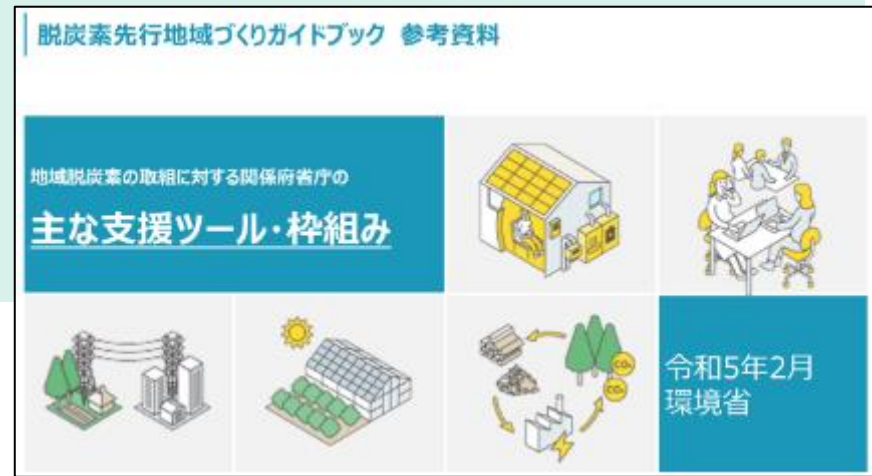 脱炭素先行地域づくりガイドブック 参考資料
地域脱炭素の取組に対する関係府省庁の
主な支援ツール・枠組み
CO₂
CO₂
令和5年2月
環境省